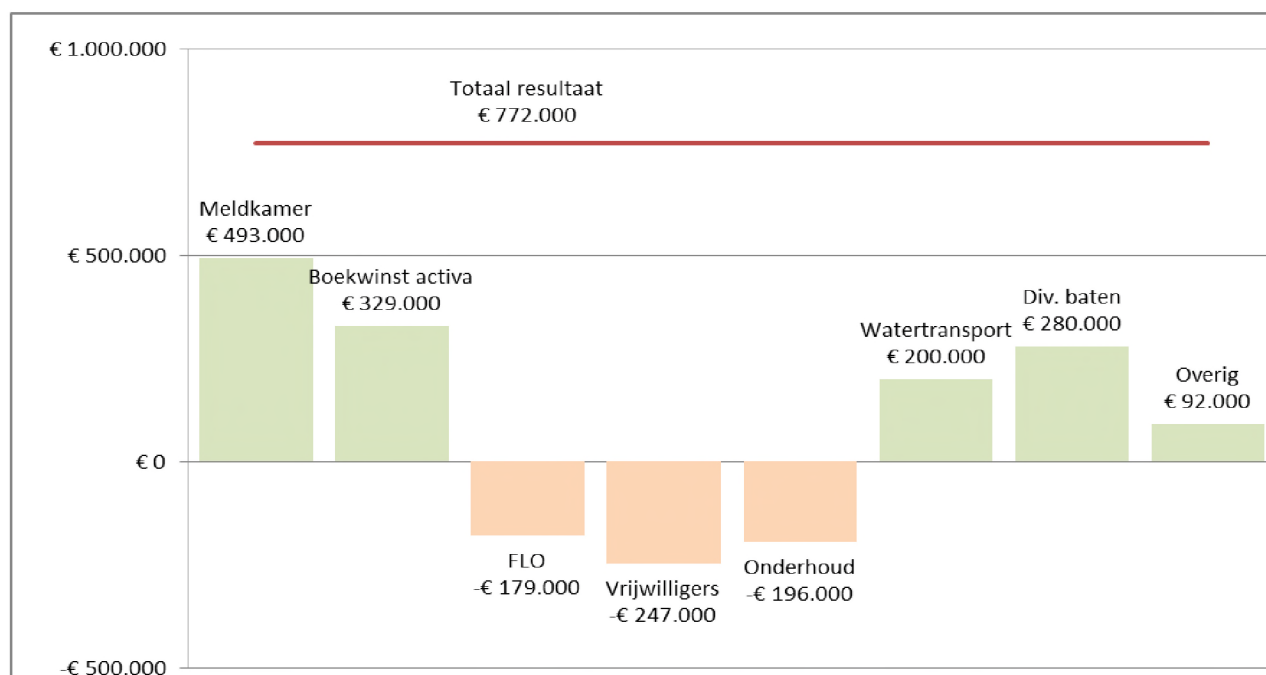 € 1.000.000
Totaal resultaat
€ 772.000
Meldkamer
€ 493.000
€ 500.000
Boekwinst activa
€ 329.000
Div. baten
€ 280.000
Watertransport
€ 200.000
Overig
€ 92.000
€ 0
FLO
-€ 179.000
Vrijwilligers
-€ 247.000
Onderhoud
-€ 196.000
-€ 500.000